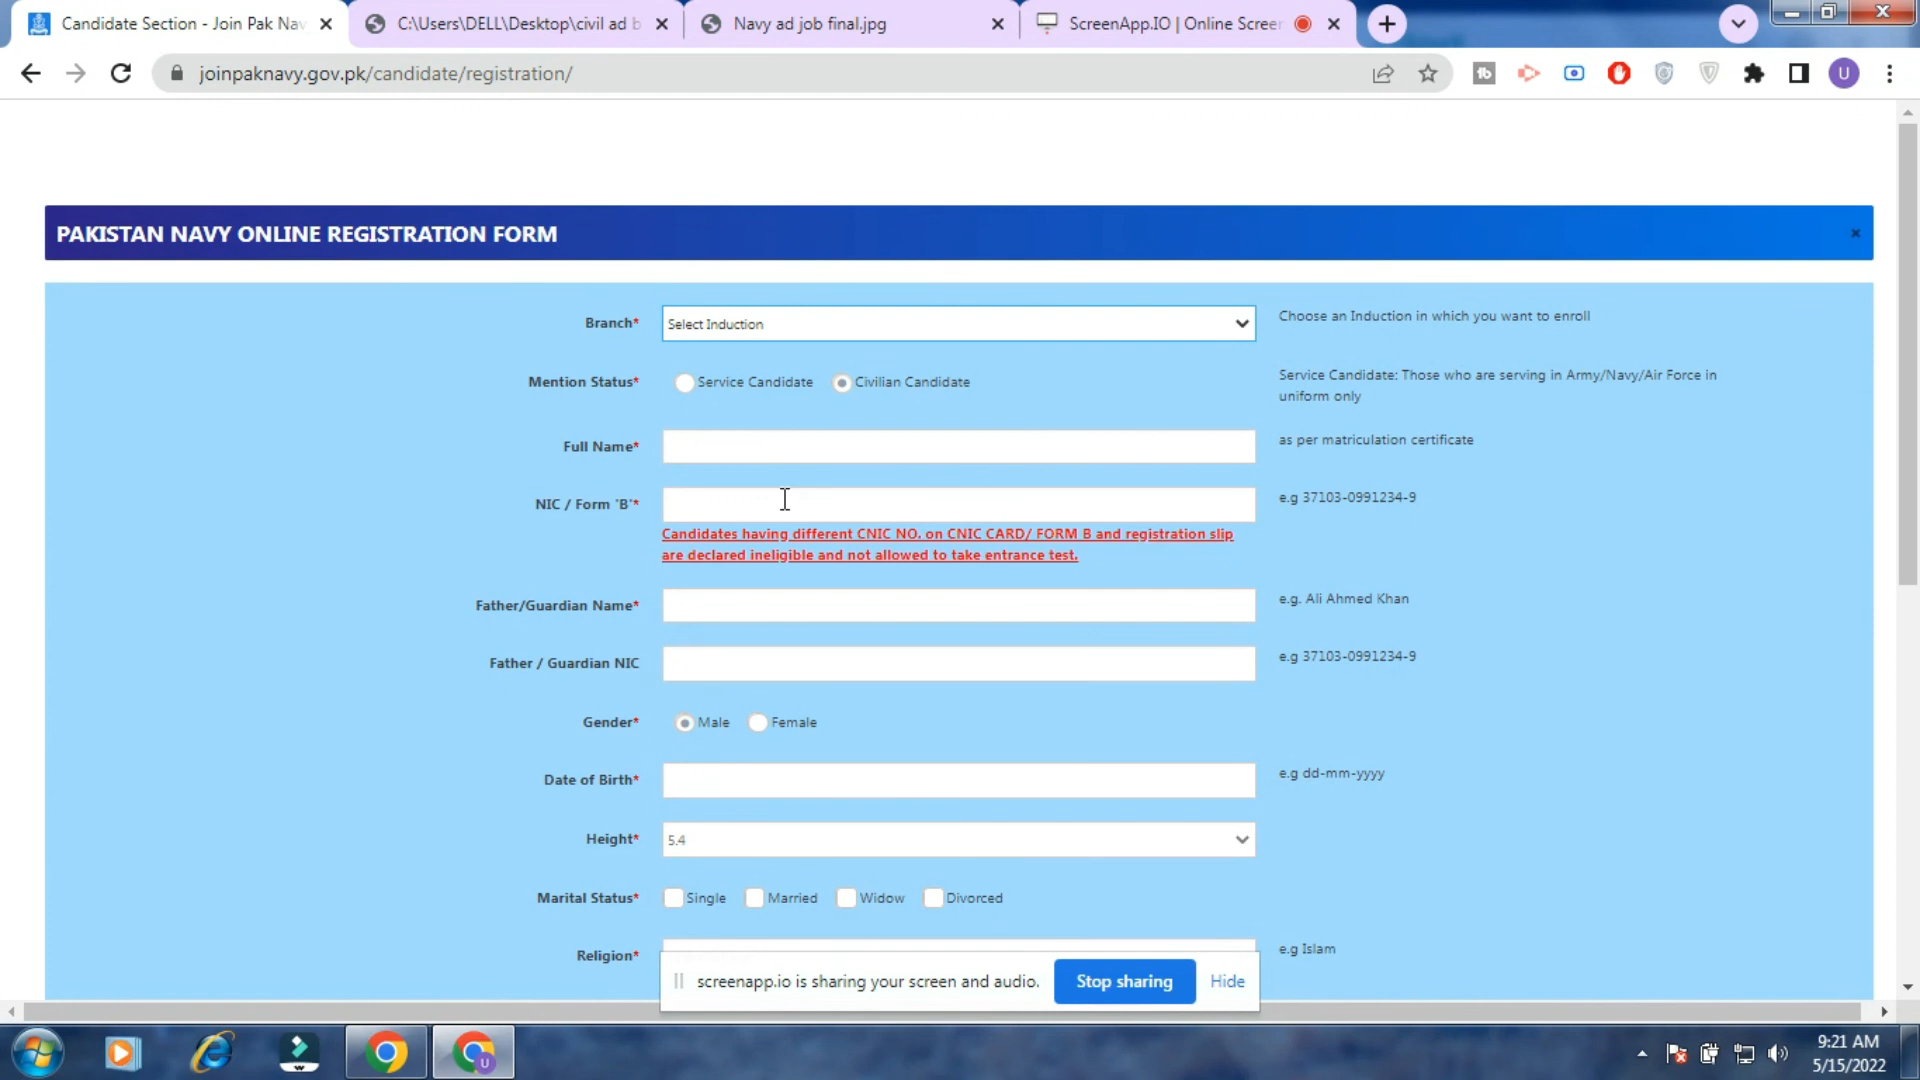 Candidate Section - Join Pak Nav
C:\Users\DELL\Desktop\civil ad b
Navy ad job final.jpg
ScreenApp.IO | Online Screen
joinpaknavy.gov.pk/candidate/registration/
U
PAKISTAN NAVY ONLINE REGISTRATION FORM
Branch*
Select Induction
Choose an Induction in which you want to enroll
Mention Status*
Service Candidate
Civilian Candidate
Service Candidate: Those who are serving in Army/Navy/Air Force in
uniform only
Full Name*
as per matriculation certificate
NIC / Form 'B'*
e.g 37103-0991234-9
Candidates having different CNIC NO. on CNIC CARD/ FORM B and registration slip
are declared ineligible and not allowed to take entrance test.
Father/Guardian Name*
e.g. Ali Ahmed Khan
Father / Guardian NIC
e.g 37103-0991234-9
Gender*
Male
Female
Date of Birth*
e.g dd-mm-yyyy
Height*
5.4
Marital Status*
Single
Married
Widow
Divorced
Religion*
e.g Islam
screenapp.io is sharing your screen and audio.
Stop sharing
Hide
9:21 AM
5/15/2022